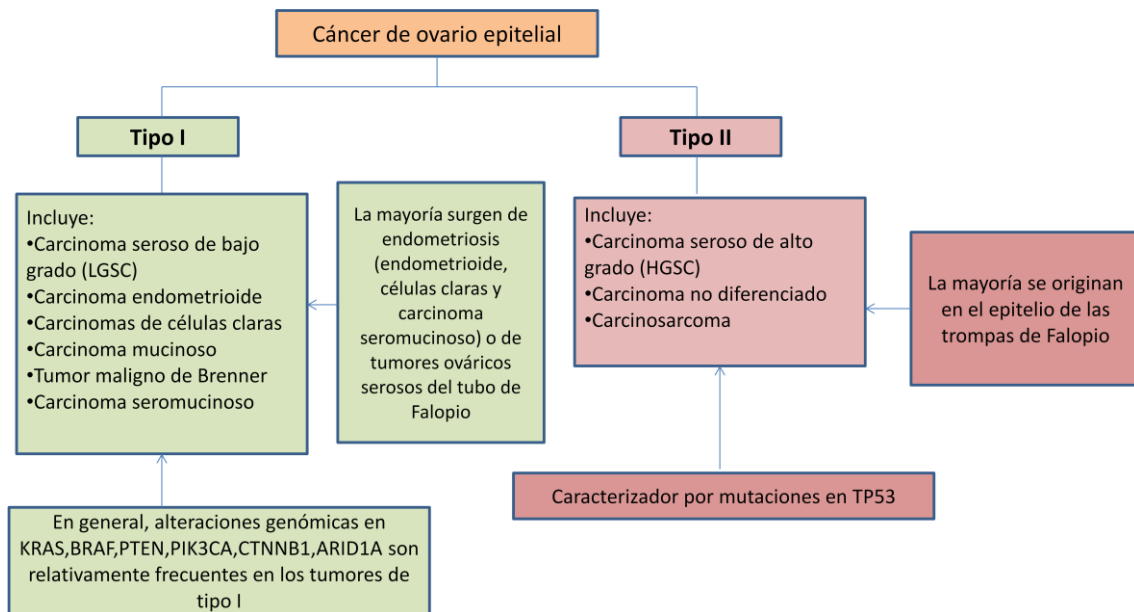 Cáncer de ovario epitelial
Tipo I
Tipo II
Incluye:
•Carcinoma seroso de bajo
grado (LGSC)
•Carcinoma endometrioide
•Carcinomas de células claras
•Carcinoma mucinoso
•Tumor maligno de Brenner
•Carcinoma seromucinoso
La mayoría surgen de
endometriosis
(endometrioide,
células claras y
carcinoma
seromucinoso) o de
tumores ováricos
serosos del tubo de
Falopio
Incluye:
•Carcinoma seroso de alto
grado (HGSC)
•Carcinoma no diferenciado
•Carcinosarcoma
La mayoría se originan
en el epitelio de las
trompas de Falopio
Caracterizador por mutaciones en TP53
En general, alteraciones genómicas en
KRAS,BRAF,PTEN,PIK3CA,CTNNB1,ARID1A son
relativamente frecuentes en los tumores de
tipo I